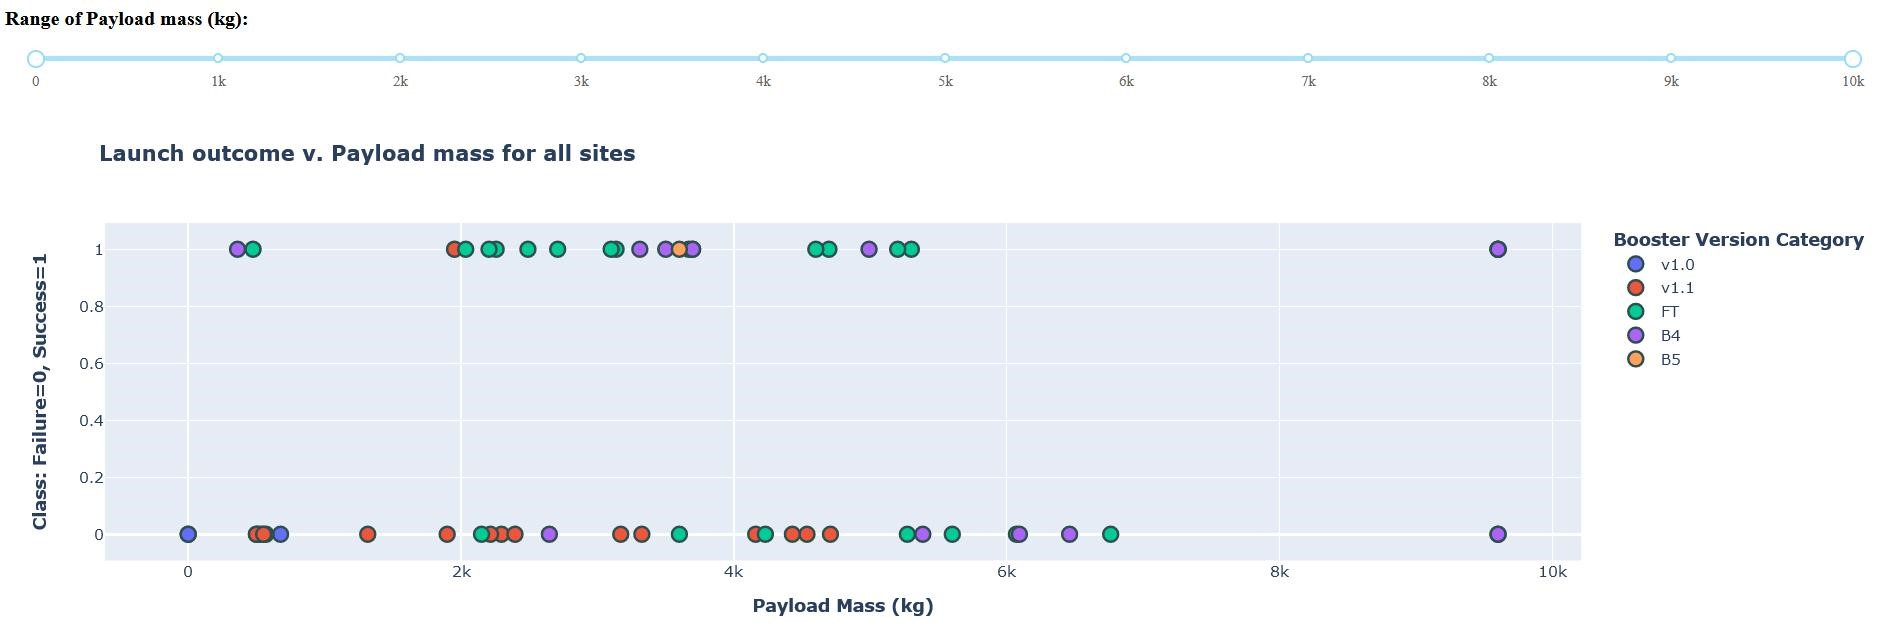 Range of Payload mass (kg):
0 1k 2k 3k 4k 5k 6k 7k 8k 9k 10k
Launch outcome v. Payload mass for all sites
Class: Failure=0, Success=1
1
0.8
0.6
0.4
0.2
0
0 2k 4k 6k 8k 10k
Payload Mass (kg)
Booster Version Category
v1.0
v1.1
FT
B4
B5